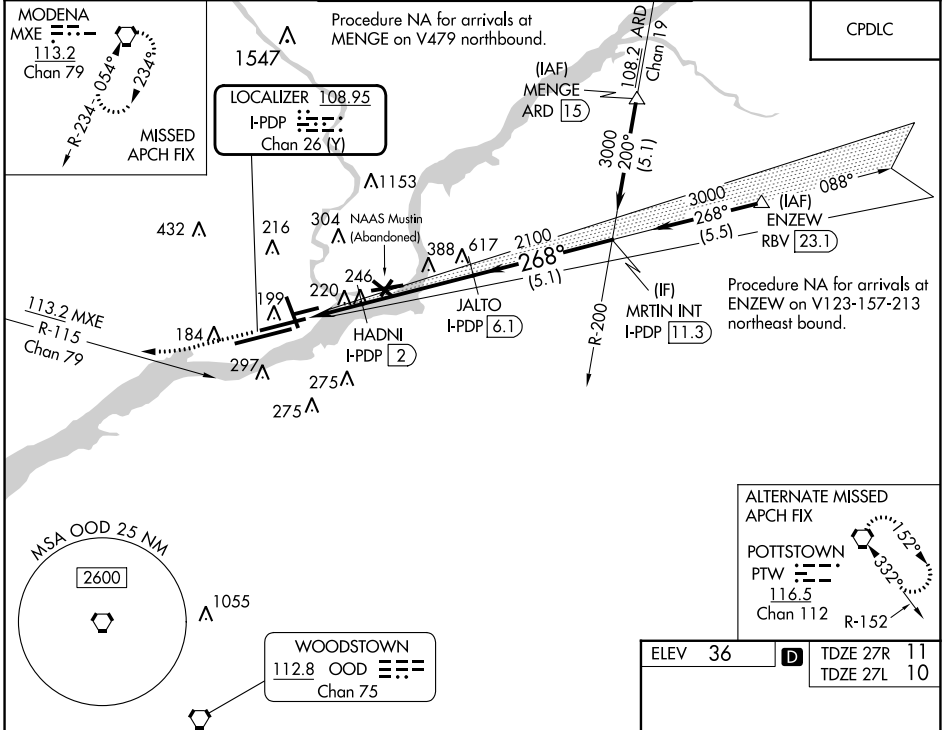 MODENA
MXE
113.2
Chan 79
R-234
054°
234°
MISSED
APCH FIX
1547
Procedure NA for arrivals at
MENGE on V479 northbound.
108.2 ARD
Chan 19
CPDLC
LOCALIZER 108.95
I-PDP
Chan 26 (Y)
(IAF)
MENGE
ARD 15
3000
200°
(5.1)
1153
432
216
304
NAAS Mustin
(Abandoned)
388
617
2100
268°
(5.1)
3000
268°
(5.5)
088°
(IAF)
ENZEW
RBV 23.1
Procedure NA for arrivals at
ENZEW on V123-157-213
northeast bound.
199
220
246
184
HADNI
I-PDP 2
JALTO
I-PDP 6.1
(IF)
MRTIN INT
I-PDP 11.3
R-200
113.2 MXE
R-115
Chan 79
297
275
275
MSA OOD 25 NM
2600
1055
WOODSTOWN
112.8 OOD
Chan 75
ALTERNATE MISSED
APCH FIX
POTTSTOWN
PTW
116.5
Chan 112
152°
332°
R-152
ELEV 36
D
TDZE 27R 11
TDZE 27L 10